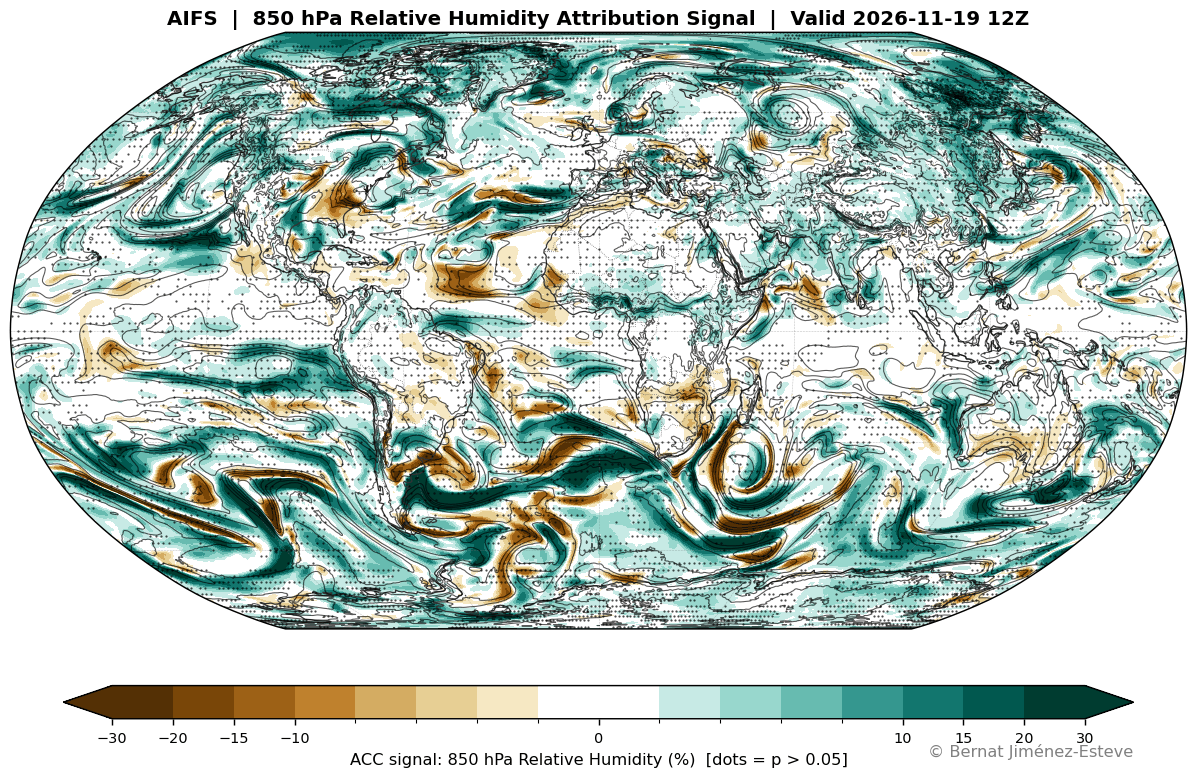 AIFS | 850 hPa Relative Humidity Attribution Signal | Valid 2026-11-19 12Z
−30 −20 −15 −10 0 10 15 20 30
ACC signal: 850 hPa Relative Humidity (%) [dots = p > 0.05]
© Bernat Jiménez-Esteve